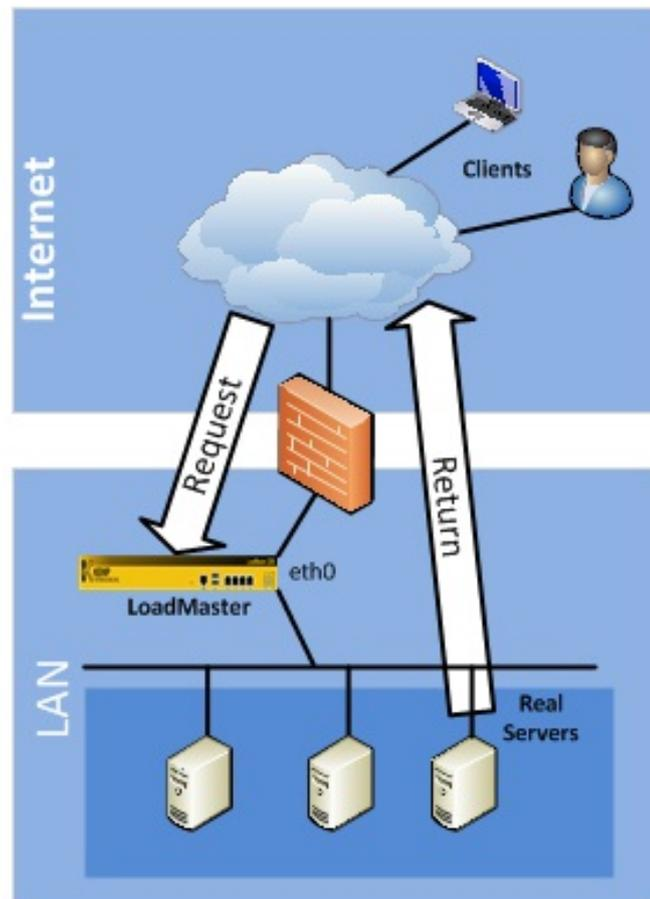 Internet
Clients
Request
Return
eth0
LoadMaster
LAN
Real
Servers